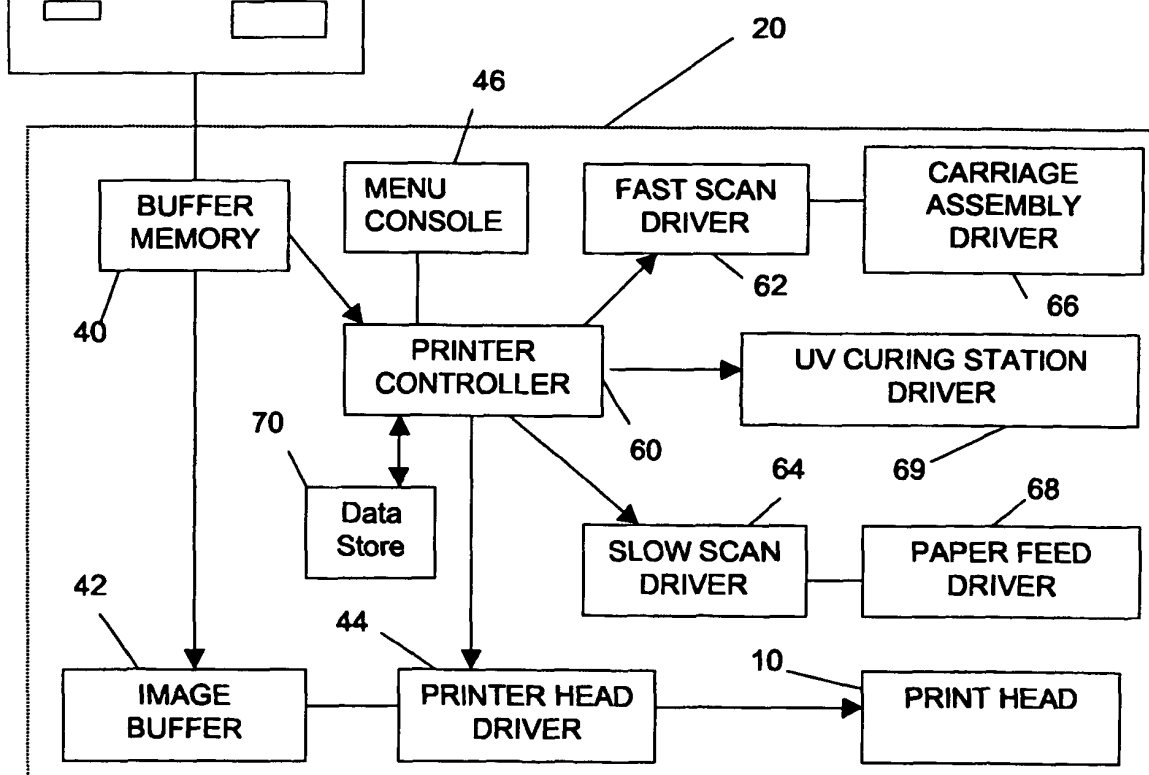 20
46
BUFFER
MEMORY
MENU
CONSOLE
FAST SCAN
DRIVER
CARRIAGE
ASSEMBLY
DRIVER
40
62
66
PRINTER
CONTROLLER
UV CURING STATION
DRIVER
70
60
69
64
68
Data
Store
SLOW SCAN
DRIVER
PAPER FEED
DRIVER
42
44
10
IMAGE
BUFFER
PRINTER HEAD
DRIVER
PRINT HEAD